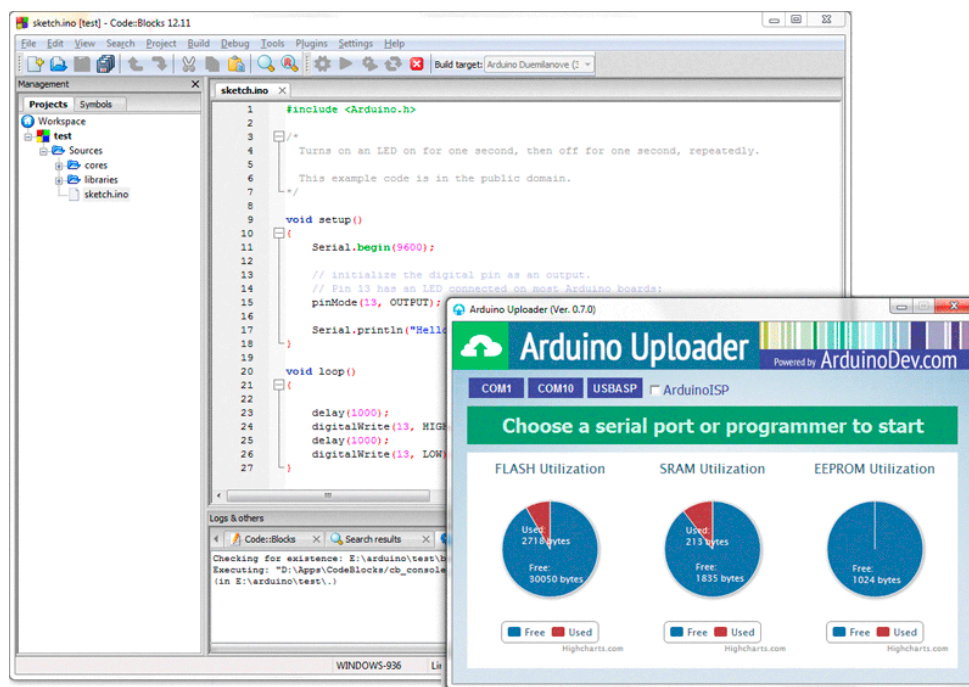 sketch.ino [test] - Code::Blocks 12.11
File Edit View Search Project Build Debug Tools Plugins Settings Help
Build target: Arduino Duemilanove (
Management
Projects Symbols
Workspace
test
Sources
cores
libraries
sketch.ino
sketch.ino
1 #include <Arduino.h>
2
3 /*
4 Turns on an LED on for one second, then off for one second, repeatedly.
5
6 This example code is in the public domain.
7 */
8
9 void setup()
10 {
11 Serial.begin(9600);
12
13 // initialize the digital pin as an output.
14 // Pin 13 has an LED connected on most Arduino boards:
15 pinMode(13, OUTPUT);
16
17 Serial.println("Hello
18 }
19
20 void loop()
21 {
22
23 delay(1000);
24 digitalWrite(13, HIGH
25 delay(1000);
26 digitalWrite(13, LOW)
27 }
Logs & others
Code::Blocks Search results
Checking for existence: E:\arduino\test\b
Executing: "D:\Apps\CodeBlocks/cb_console
(in E:\arduino\test\.)
WINDOWS-936
Arduino Uploader (Ver. 0.7.0)
Arduino Uploader
Powered by ArduinoDev.com
COM1 COM10 USBASP ArduinoISP
Choose a serial port or programmer to start
FLASH Utilization SRAM Utilization EEPROM Utilization
Used: 2718 bytes
Free: 30050 bytes
Used: 213 bytes
Free: 1835 bytes
Free: 1024 bytes
Free Used
Highcharts.com
Free Used
Highcharts.com
Free Used
Highcharts.com